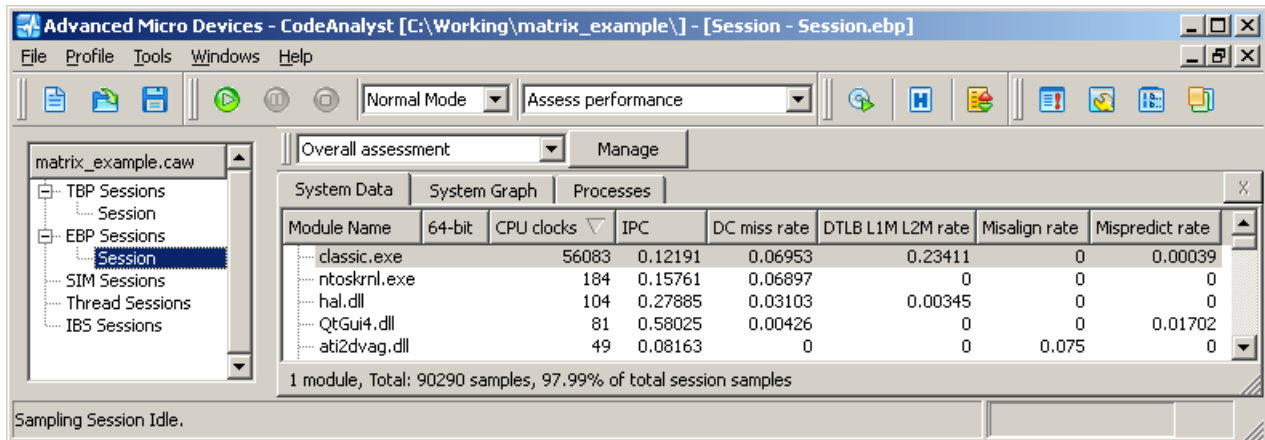 Advanced Micro Devices - CodeAnalyst [C:\Working\matrix_example\] - [Session - Session.ebp]
File Profile Tools Windows Help
Normal Mode Assess performance
Overall assessment Manage
matrix_example.caw
TBP Sessions
Session
EBP Sessions
Session
SIM Sessions
Thread Sessions
IBS Sessions
System Data System Graph Processes X
Module Name 64-bit CPU clocks IPC DC miss rate DTLB L1M L2M rate Misalign rate Mispredict rate
classic.exe 56083 0.12191 0.06953 0.23411 0 0.00039
ntoskrnl.exe 184 0.15761 0.06897 0 0 0
hal.dll 104 0.27885 0.03103 0.00345 0 0
QtGui4.dll 81 0.58025 0.00426 0 0 0.01702
ati2dvag.dll 49 0.08163 0 0 0.075 0
1 module, Total: 90290 samples, 97.99% of total session samples
Sampling Session Idle.